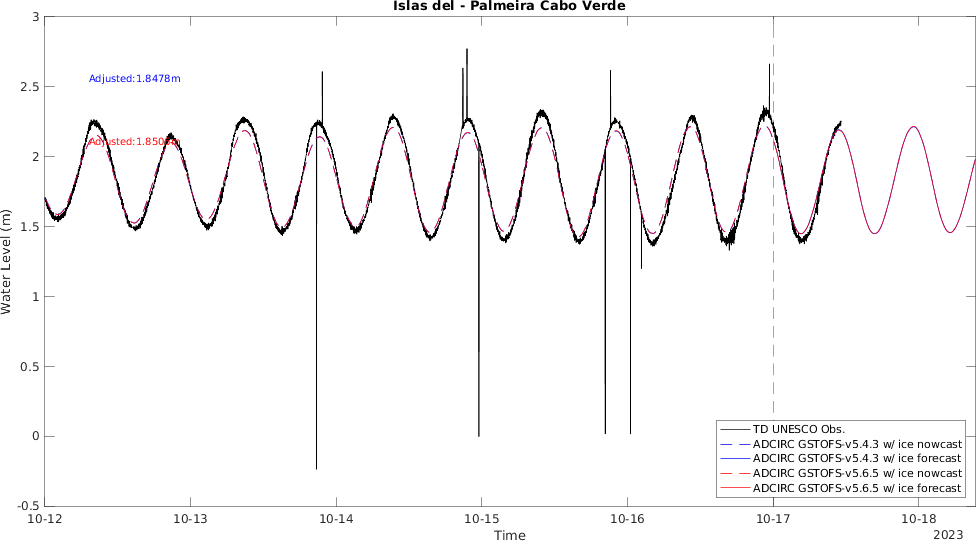 Islas del - Palmeira Cabo Verde
Adjusted:1.8478m
Water Level (m)
3
2.5
2
1.5
1
0.5
0
-0.5
10-12
10-13
10-14
10-15
10-16
10-17
10-18
Time
2023
TD UNESCO Obs.
ADCIRC GSTOFS-v5.4.3 w/ ice nowcast
ADCIRC GSTOFS-v5.4.3 w/ ice forecast
ADCIRC GSTOFS-v5.6.5 w/ ice nowcast
ADCIRC GSTOFS-v5.6.5 w/ ice forecast